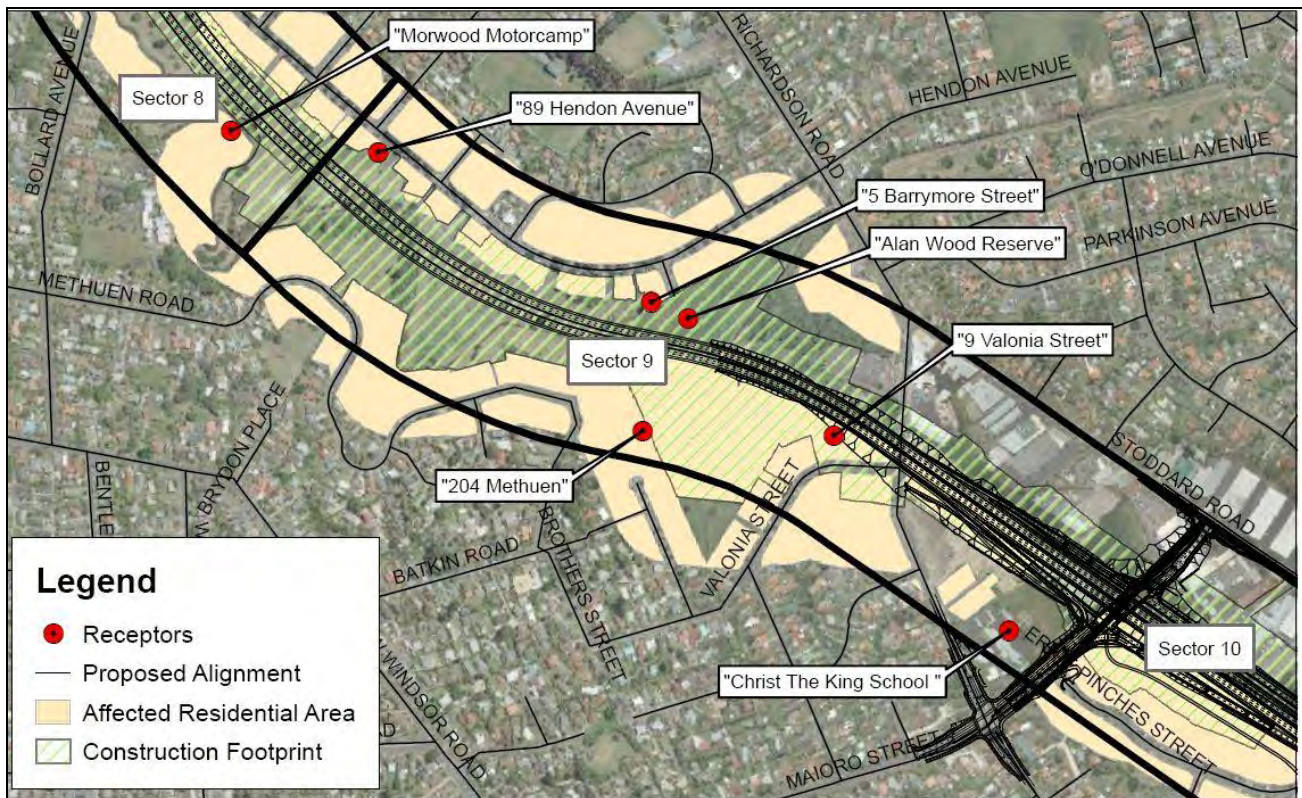 "Morwood Motorcamp"
Sector 8
BOLLARD AVENUE
"89 Hendon Avenue"
RICHARDSON ROAD
HENDON AVENUE
O'DONNELL AVENUE
PARKINSON AVENUE
"5 Barrymore Street"
"Alan Wood Reserve"
METHUEN ROAD
"9 Valonia Street"
Sector 9
BRYDON PLACE
STODDARD ROAD
"204 Methuen"
BENTLE
VALONIA STREET
BATKIN ROAD
BROTHERS STREET
WINDSOR ROAD
"Christ The King School "
Sector 10
PINCHES STREET
MAIORO STREET
Legend
Receptors
Proposed Alignment
Affected Residential Area
Construction Footprint